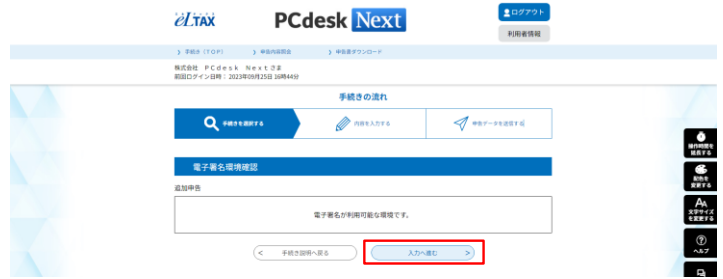 eLTAX
PCdesk Next
ログアウト
利用者情報
手続き（TOP）
申告内容照会
申告書ダウンロード
株式会社　ＰＣｄｅｓｋ　Ｎｅｘｔさま
前回ログイン日時：2023年09月25日 16時44分
手続きの流れ
手続きを選択する
内容を入力する
申告データを送信する
電子署名環境確認
追加申告
電子署名が利用可能な環境です。
手続き説明へ戻る
入力へ進む
操作時間を
延長する
配色を
変更する
文字サイズ
を変更する
ヘルプ